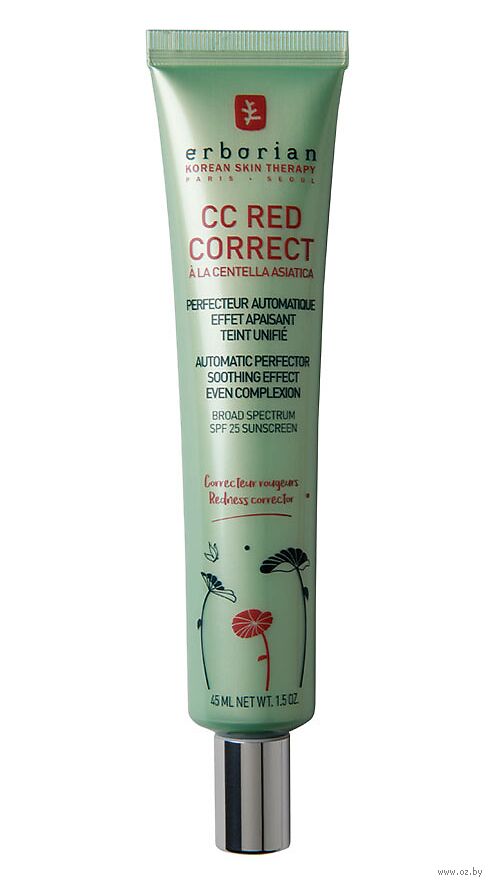 erborian
KOREAN SKIN THERAPY
PARIS • SEOUL
CC RED
CORRECT
À LA CENTELLA ASIATICA
PERFECTEUR AUTOMATIQUE
EFFET APAISANT
TEINT UNIFIÉ
AUTOMATIC PERFECTOR
SOOTHING EFFECT
EVEN COMPLEXION
BROAD SPECTRUM
SPF 25 SUNSCREEN
Correcteur rougeurs
Redness corrector
45 ML NET WT. 1.5 OZ.
© www.oz.by